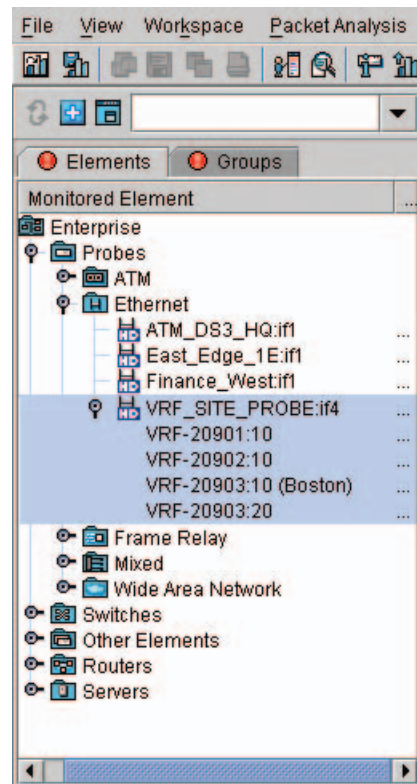 File View Workspace Packet Analysis
Elements Groups
Monitored Element ...
Enterprise
Probes
ATM
Ethernet
ATM_DS3_HQ:if1 ...
East_Edge_1E:if1 ...
Finance_West:if1 ...
VRF_SITE_PROBE:if4 ...
VRF-20901:10 ...
VRF-20902:10 ...
VRF-20903:10 (Boston) ...
VRF-20903:20 ...
Frame Relay
Mixed
Wide Area Network
Switches
Other Elements
Routers
Servers